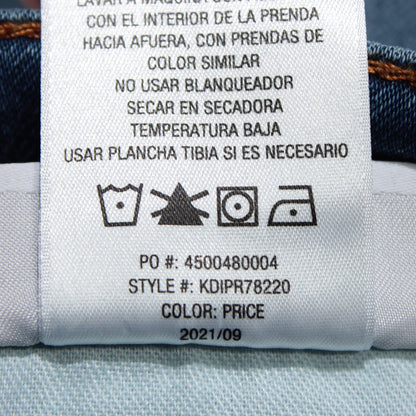 CON EL INTERIOR DE LA PRENDA
HACIA AFUERA, CON PRENDAS DE
COLOR SIMILAR
NO USAR BLANQUEADOR
SECAR EN SECADORA
TEMPERATURA BAJA
USAR PLANCHA TIBIA SI ES NECESARIO
PO #: 4500480004
STYLE #: KDIPR78220
COLOR: PRICE
2021/09